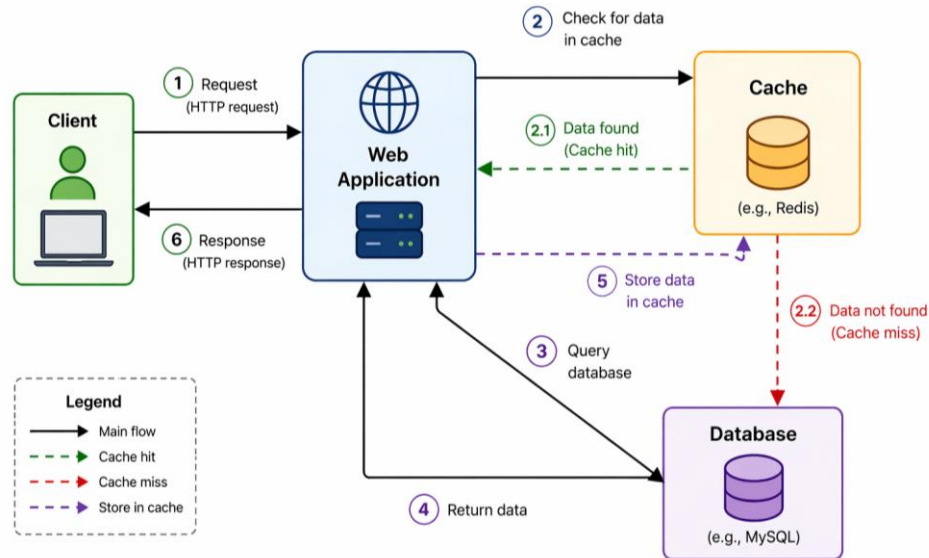 2
Check for data
in cache
1
Request
(HTTP request)
Client
Web
Application
Cache
(e.g., Redis)
2.1
Data found
(Cache hit)
6
Response
(HTTP response)
5
Store data
in cache
2.2
Data not found
(Cache miss)
3
Query
database
4
Return data
Database
(e.g., MySQL)
Legend
Main flow
Cache hit
Cache miss
Store in cache